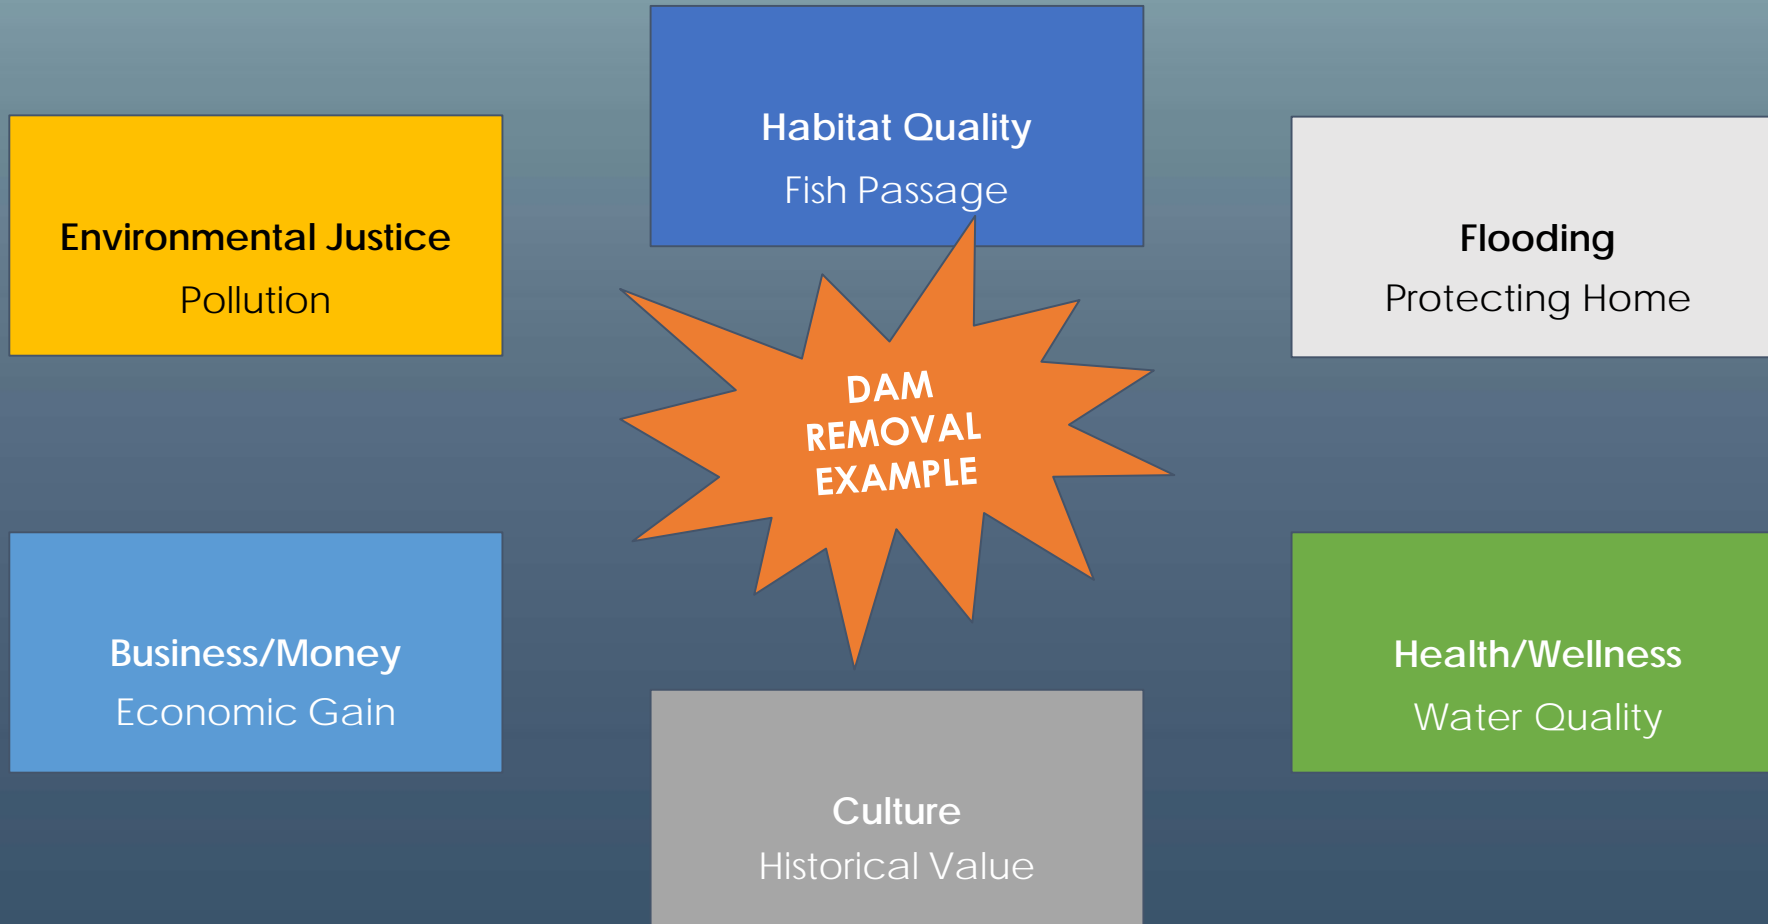 Habitat Quality
Fish Passage
Environmental Justice
Pollution
Flooding
Protecting Home
DAM
REMOVAL
EXAMPLE
Business/Money
Economic Gain
Health/Wellness
Water Quality
Culture
Historical Value